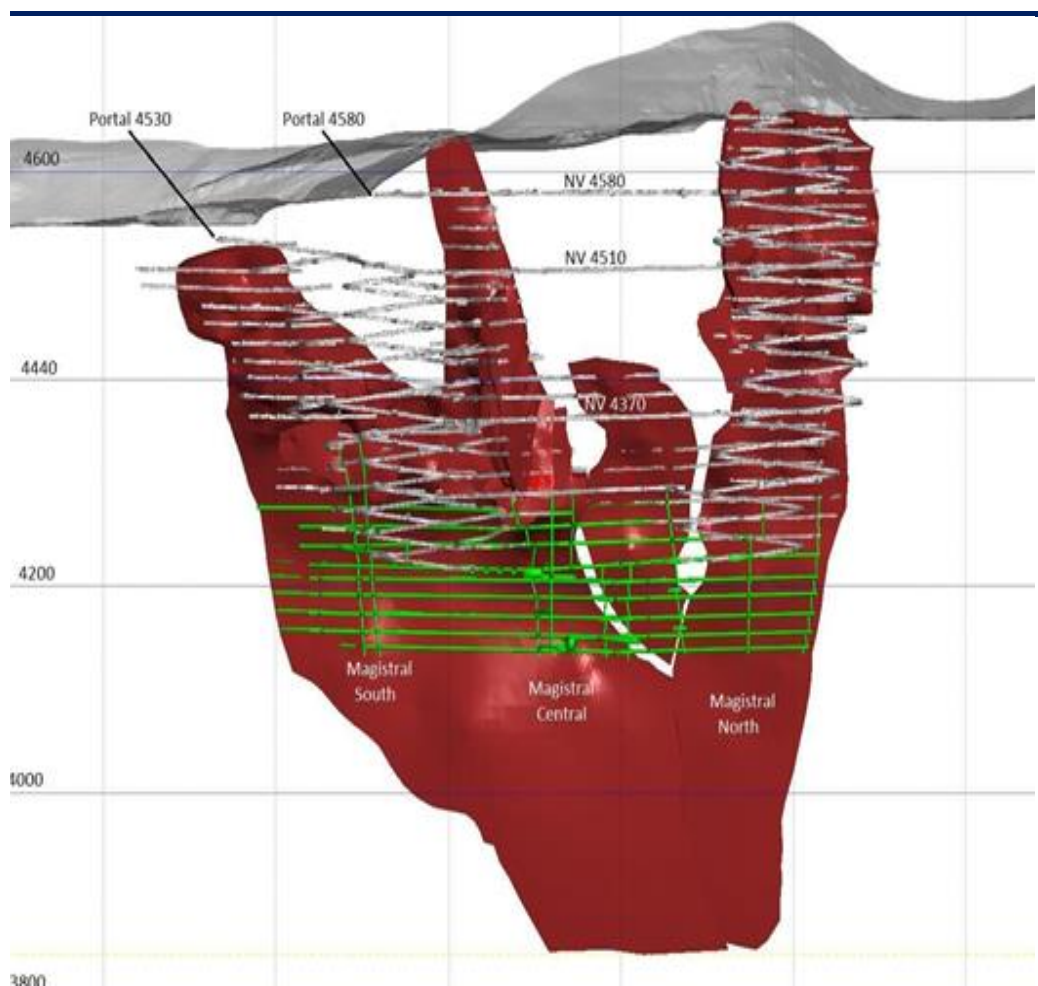 Portal 4530
Portal 4580
4600
NV 4580
NV 4510
4440
NV 4370
4200
Magistral
South
Magistral
Central
Magistral
North
4000
3800